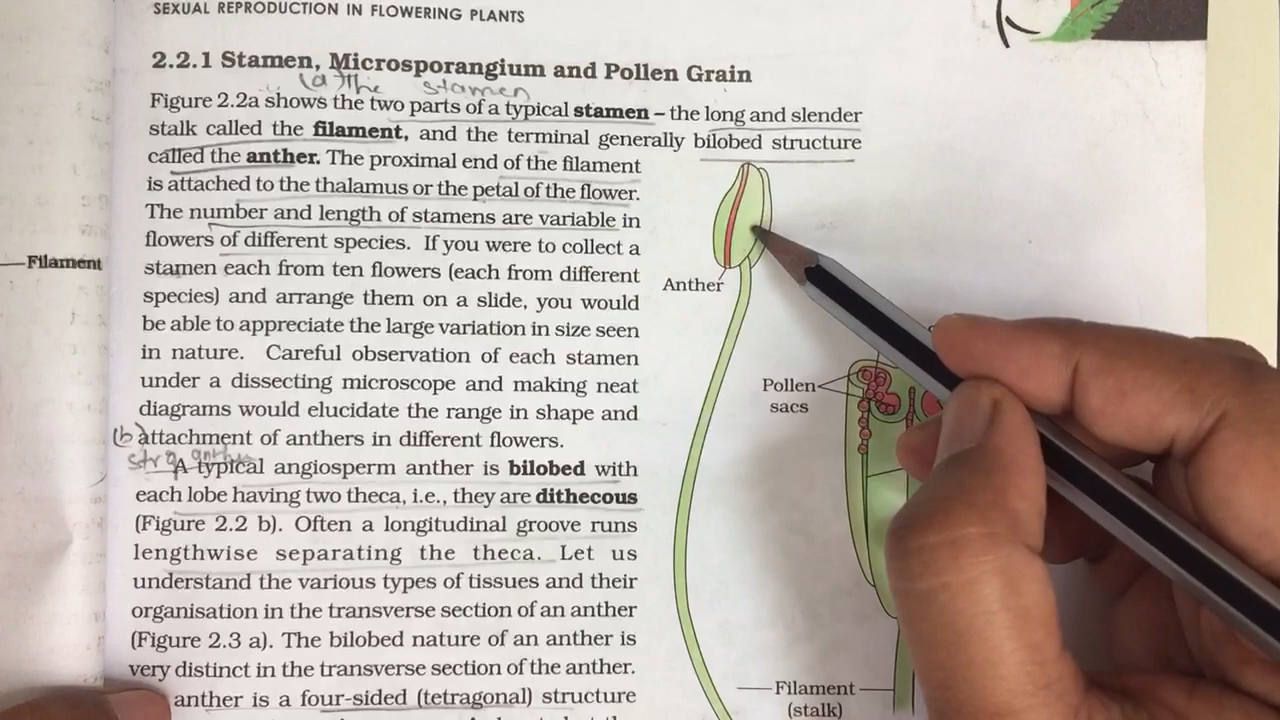 SEXUAL REPRODUCTION IN FLOWERING PLANTS
2.2.1 Stamen, Microsporangium and Pollen Grain
(a) The stamen
Figure 2.2a shows the two parts of a typical stamen – the long and slender
stalk called the filament, and the terminal generally bilobed structure
called the anther. The proximal end of the filament
is attached to the thalamus or the petal of the flower.
The number and length of stamens are variable in
flowers of different species. If you were to collect a
stamen each from ten flowers (each from different
species) and arrange them on a slide, you would
be able to appreciate the large variation in size seen
in nature. Careful observation of each stamen
under a dissecting microscope and making neat
diagrams would elucidate the range in shape and
(b) attachment of anthers in different flowers.
A typical angiosperm anther is bilobed with
each lobe having two theca, i.e., they are dithecous
(Figure 2.2 b). Often a longitudinal groove runs
lengthwise separating the theca. Let us
understand the various types of tissues and their
organisation in the transverse section of an anther
(Figure 2.3 a). The bilobed nature of an anther is
very distinct in the transverse section of the anther.
anther is a four-sided (tetragonal) structure
Filament
Anther
Pollen
sacs
Filament
(stalk)